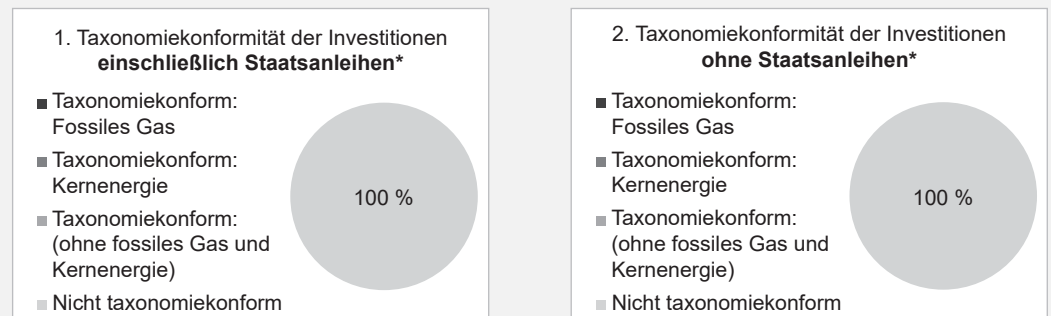 1. Taxonomiekonformität der Investitionen
einschließlich Staatsanleihen*
Taxonomiekonform:
Fossiles Gas
Taxonomiekonform:
Kernenergie
Taxonomiekonform:
(ohne fossiles Gas und
Kernenergie)
Nicht taxonomiekonform
100 %
2. Taxonomiekonformität der Investitionen
ohne Staatsanleihen*
Taxonomiekonform:
Fossiles Gas
Taxonomiekonform:
Kernenergie
Taxonomiekonform:
(ohne fossiles Gas und
Kernenergie)
Nicht taxonomiekonform
100 %